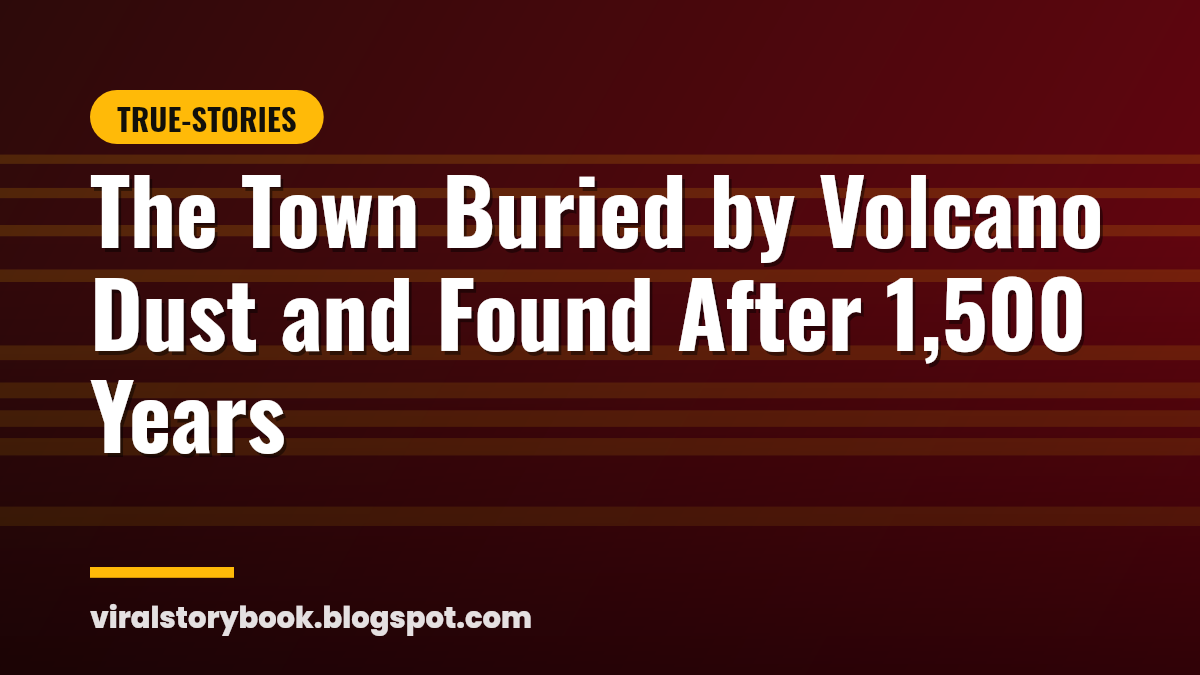 TRUE-STORIES
The Town Buried by Volcano
Dust and Found After 1,500
Years
viralstorybook.blogspot.com